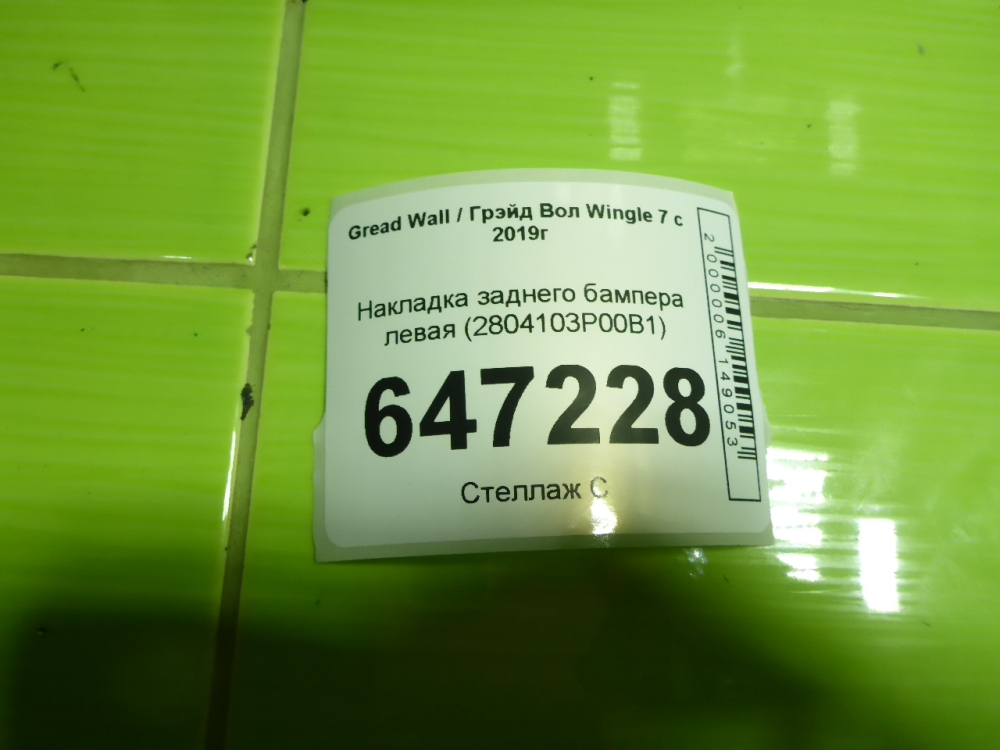 Gread Wall / Грэйд Вол Wingle 7 с
2019г
Накладка заднего бампера
левая (2804103P00B1)
647228
Стеллаж С
2000006149053